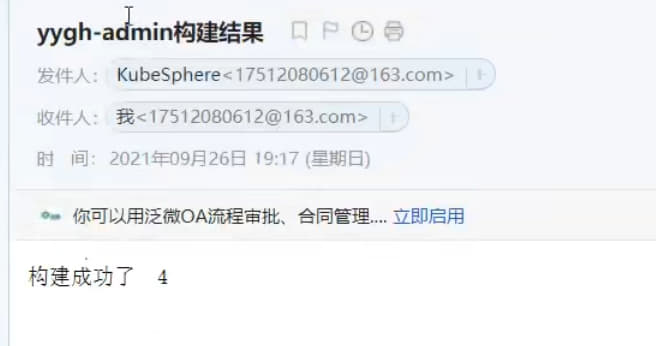 yygh-admin构建结果
发件人：KubeSphere<17512080612@163.com>
收件人：我<17512080612@163.com>
时 间：2021年09月26日 19:17 (星期日)
你可以用泛微OA流程审批、合同管理.... 立即启用
构建成功了 4